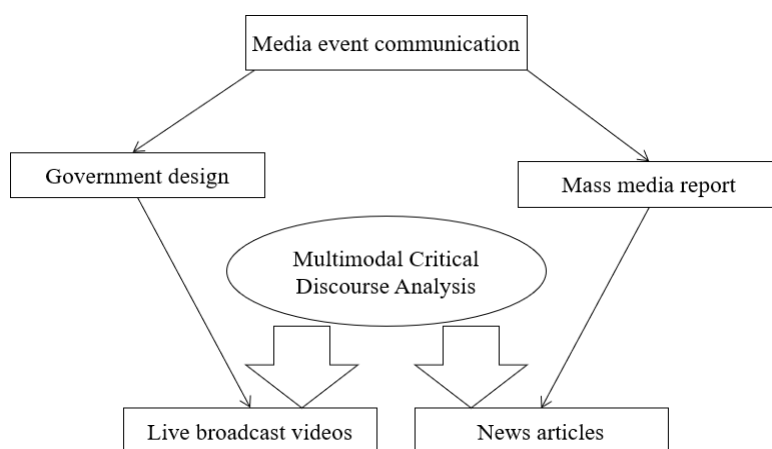 Media event communication
Government design
Mass media report
Multimodal Critical
Discourse Analysis
Live broadcast videos
News articles